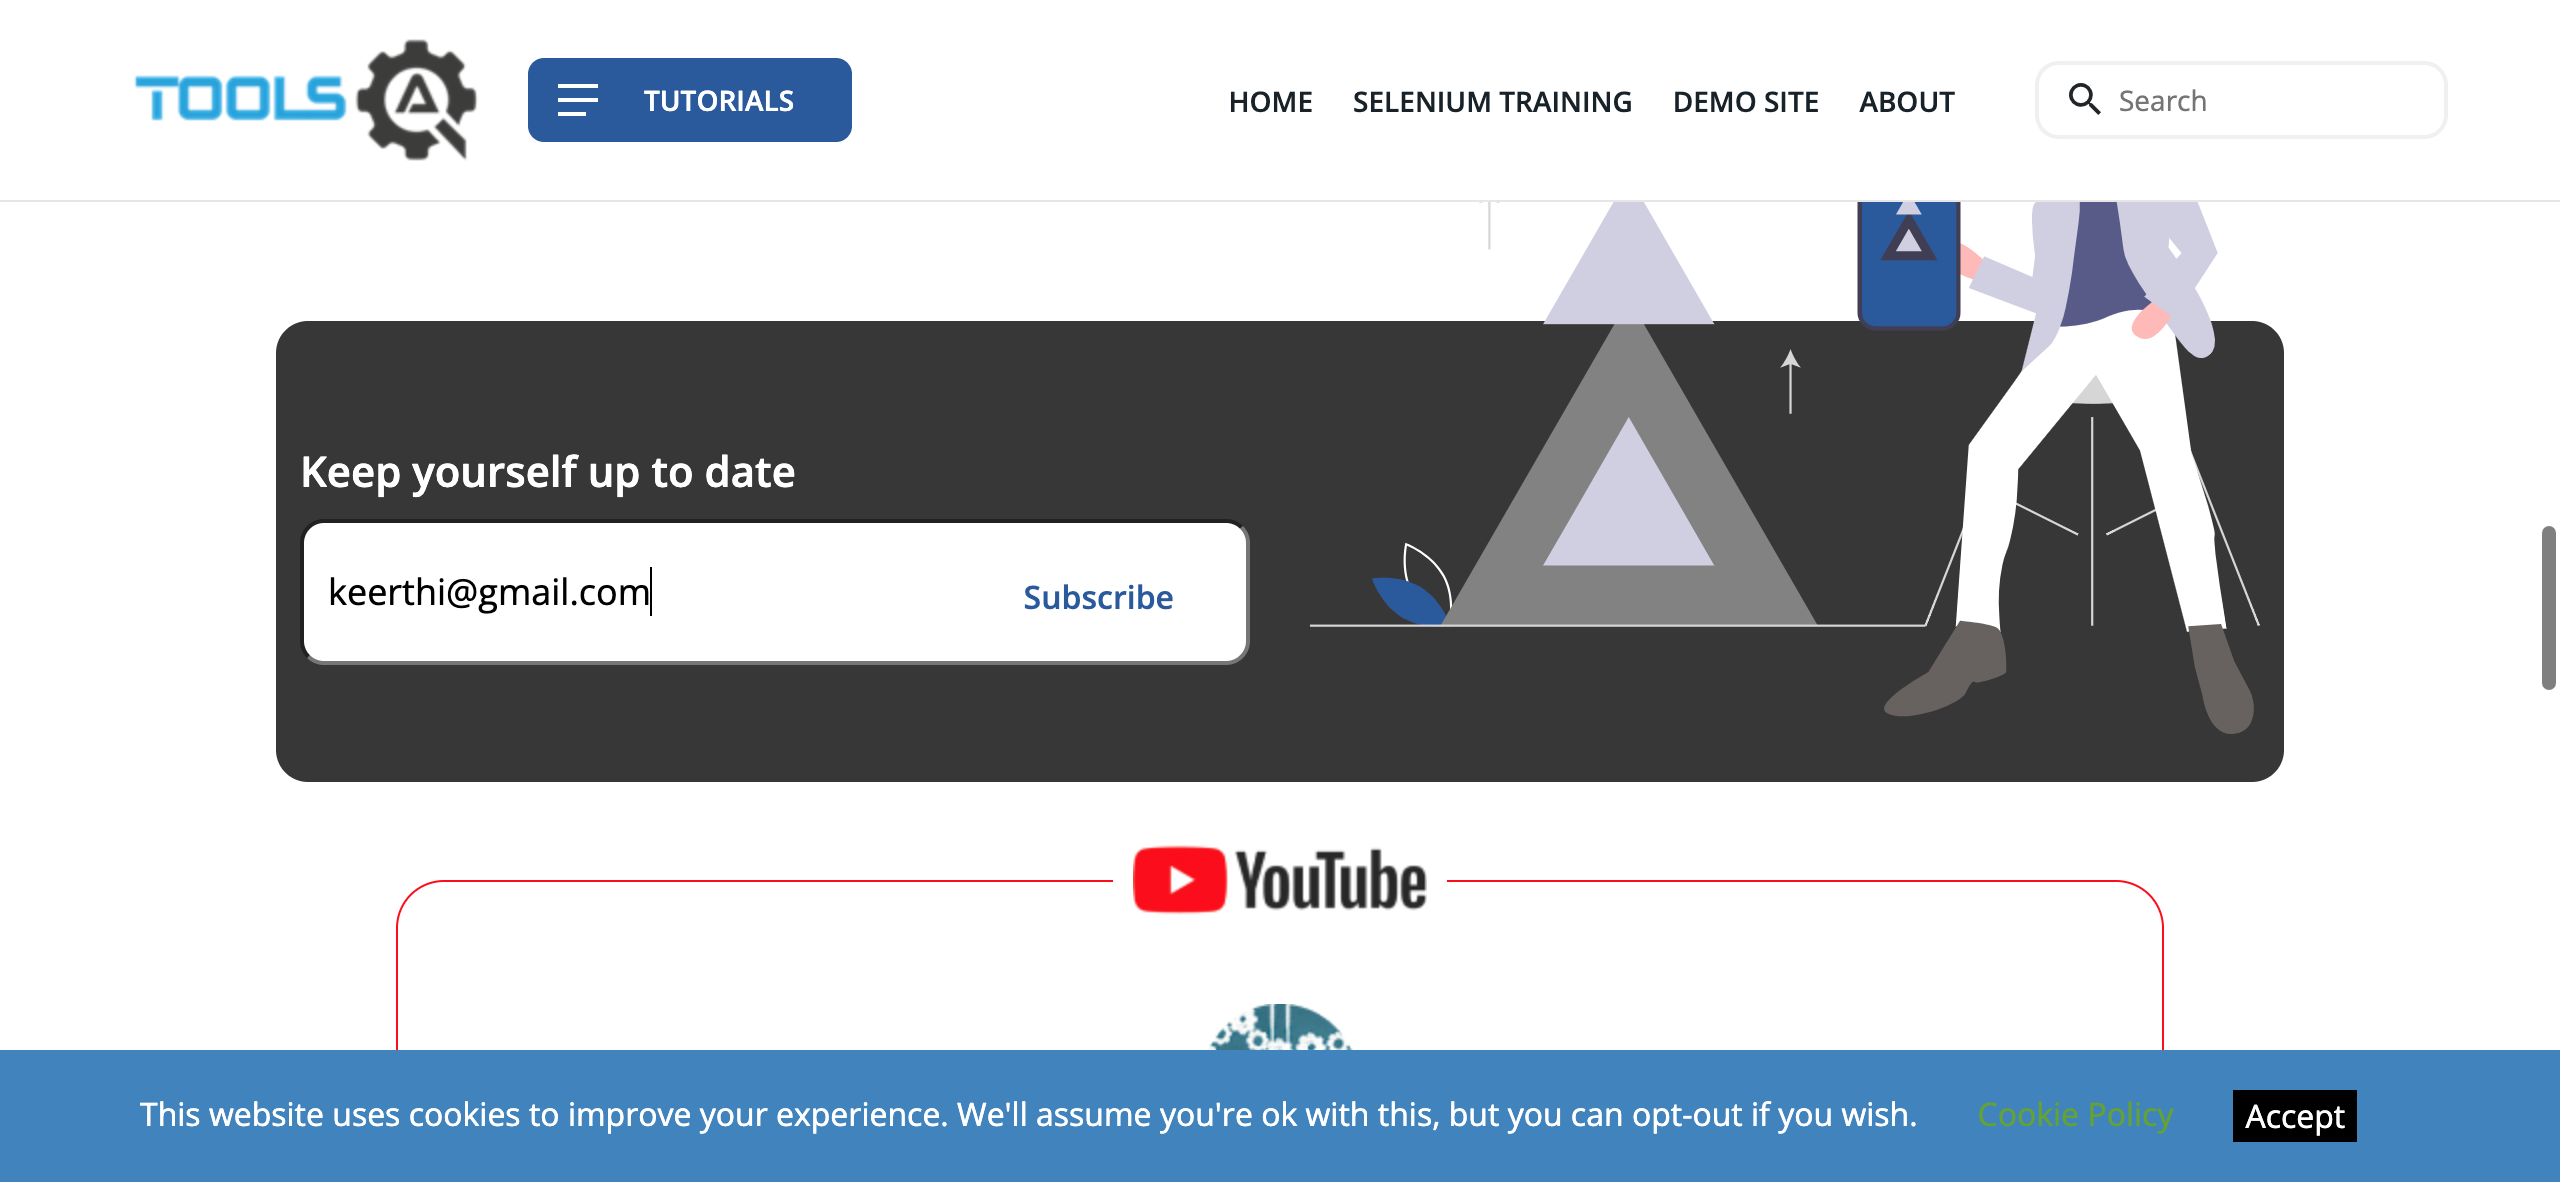 TOOLS QA
TUTORIALS
HOME SELENIUM TRAINING DEMO SITE ABOUT
Search
Keep yourself up to date
keerthi@gmail.com
Subscribe
YouTube
This website uses cookies to improve your experience. We'll assume you're ok with this, but you can opt-out if you wish. Cookie Policy Accept